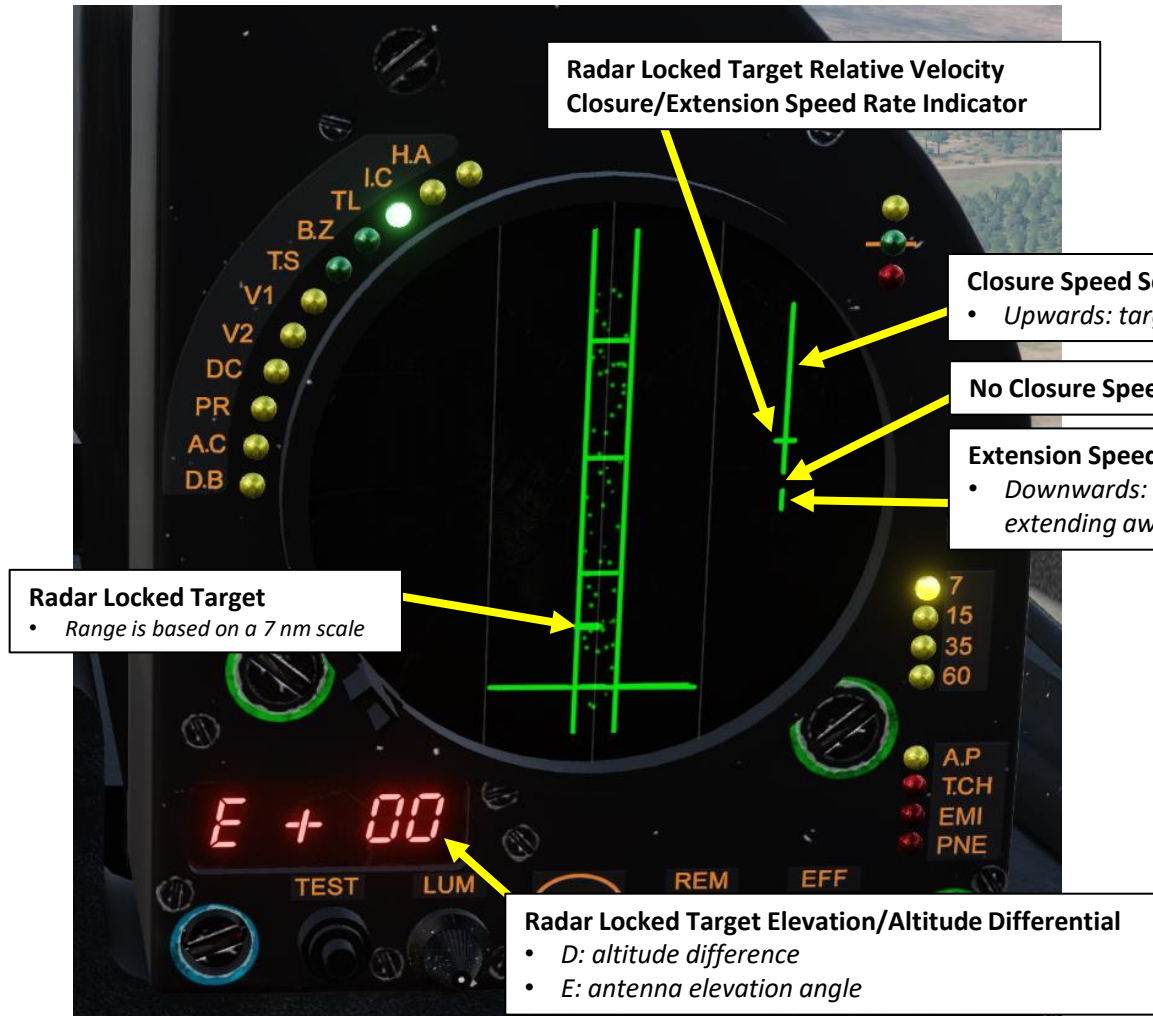 Radar Locked Target Relative Velocity
Closure/Extension Speed Rate Indicator
H.A
I.C
TL
B.Z
T.S
V1
V2
DC
PR
A.C
D.B
Closure Speed
• Upwards:
No Closure
Extension Speed
• Downwards:
extending
Radar Locked Target
• Range is based on a 7 nm scale
7
15
35
60
A.P
T.CH
EMI
PNE
E + 00
TEST LUM REM EFF
Radar Locked Target Elevation/Altitude Differential
• D: altitude difference
• E: antenna elevation angle